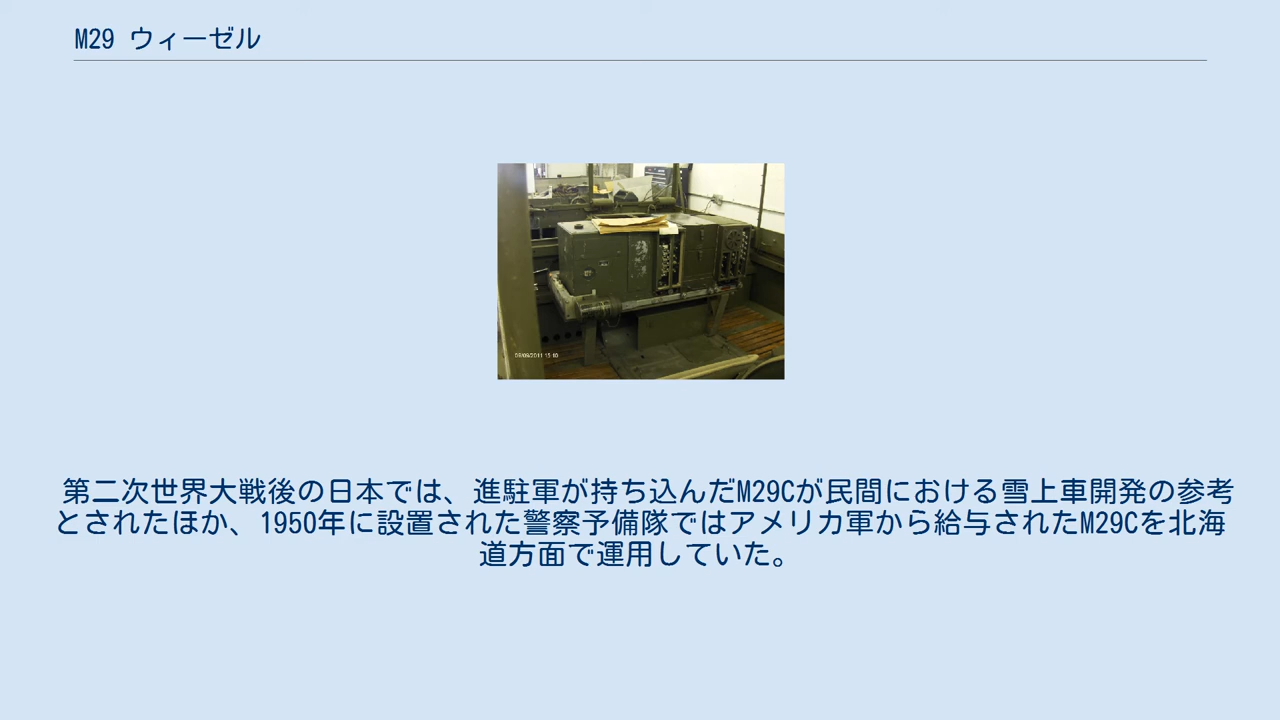 M29 ウィーゼル
09/09/2011 15:10
第二次世界大戦後の日本では、進駐軍が持ち込んだM29Cが民間における雪上車開発の参考
とされたほか、1950年に設置された警察予備隊ではアメリカ軍から給与されたM29Cを北海
道方面で運用していた。